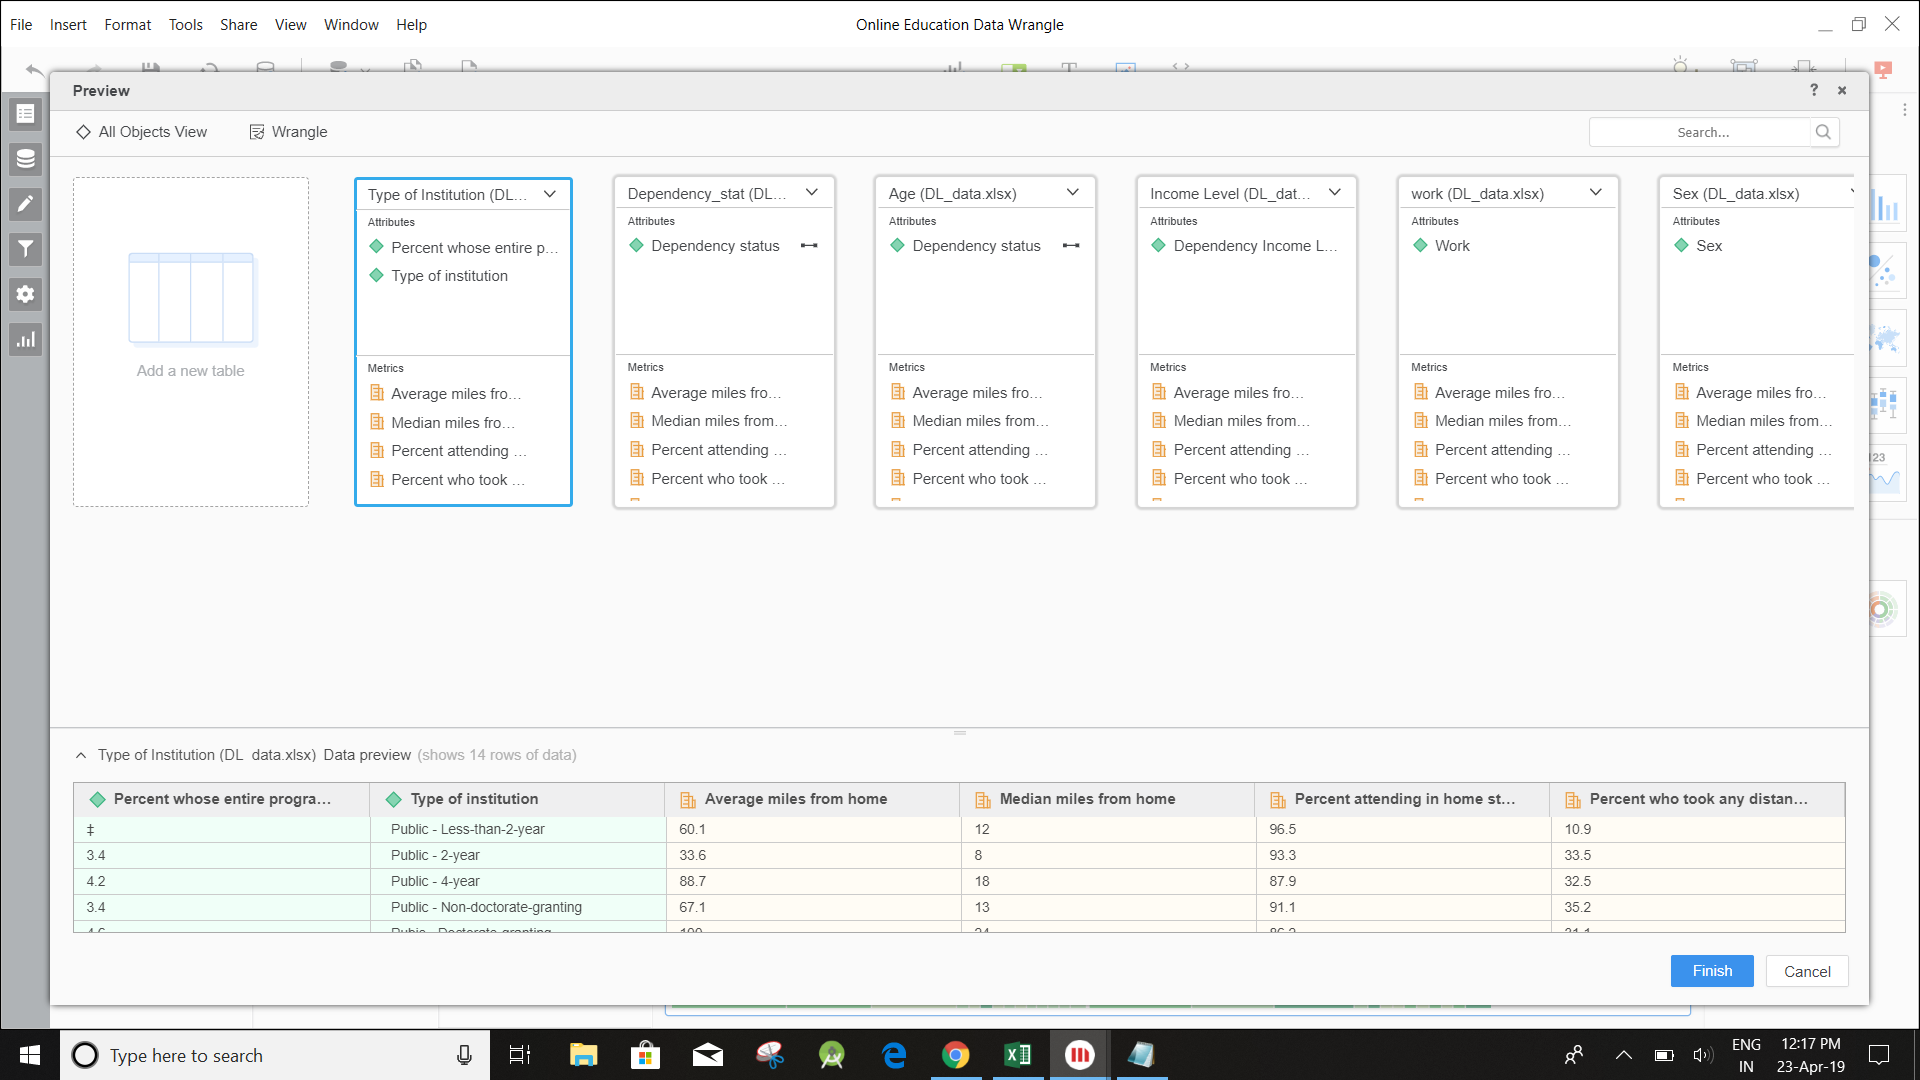 File Insert Format Tools Share View Window Help
Online Education Data Wrangle
Preview
?
All Objects View
Wrangle
Search...
Add a new table
Type of Institution (DL...
Attributes
Percent whose entire p...
Type of institution
Metrics
Average miles fro...
Median miles fro...
Percent attending ...
Percent who took ...
Dependency_stat (DL...
Attributes
Dependency status
Metrics
Average miles fro...
Median miles from...
Percent attending ...
Percent who took ...
Age (DL_data.xlsx)
Attributes
Dependency status
Metrics
Average miles fro...
Median miles from...
Percent attending ...
Percent who took ...
Income Level (DL_dat...
Attributes
Dependency Income L...
Metrics
Average miles fro...
Median miles from...
Percent attending ...
Percent who took ...
work (DL_data.xlsx)
Attributes
Work
Metrics
Average miles fro...
Median miles from...
Percent attending ...
Percent who took ...
Sex (DL_data.xlsx)
Attributes
Sex
Metrics
Average miles fro...
Median miles from...
Percent attending ...
Percent who took ...
123
Type of Institution (DL_data.xlsx) Data preview (shows 14 rows of data)
Percent whose entire progra... Type of institution Average miles from home Median miles from home Percent attending in home st... Percent who took any distan...
‡ Public - Less-than-2-year 60.1 12 96.5 10.9
3.4 Public - 2-year 33.6 8 93.3 33.5
4.2 Public - 4-year 88.7 18 87.9 32.5
3.4 Public - Non-doctorate-granting 67.1 13 91.1 35.2
Finish
Cancel
Type here to search
ENG
IN
12:17 PM
23-Apr-19